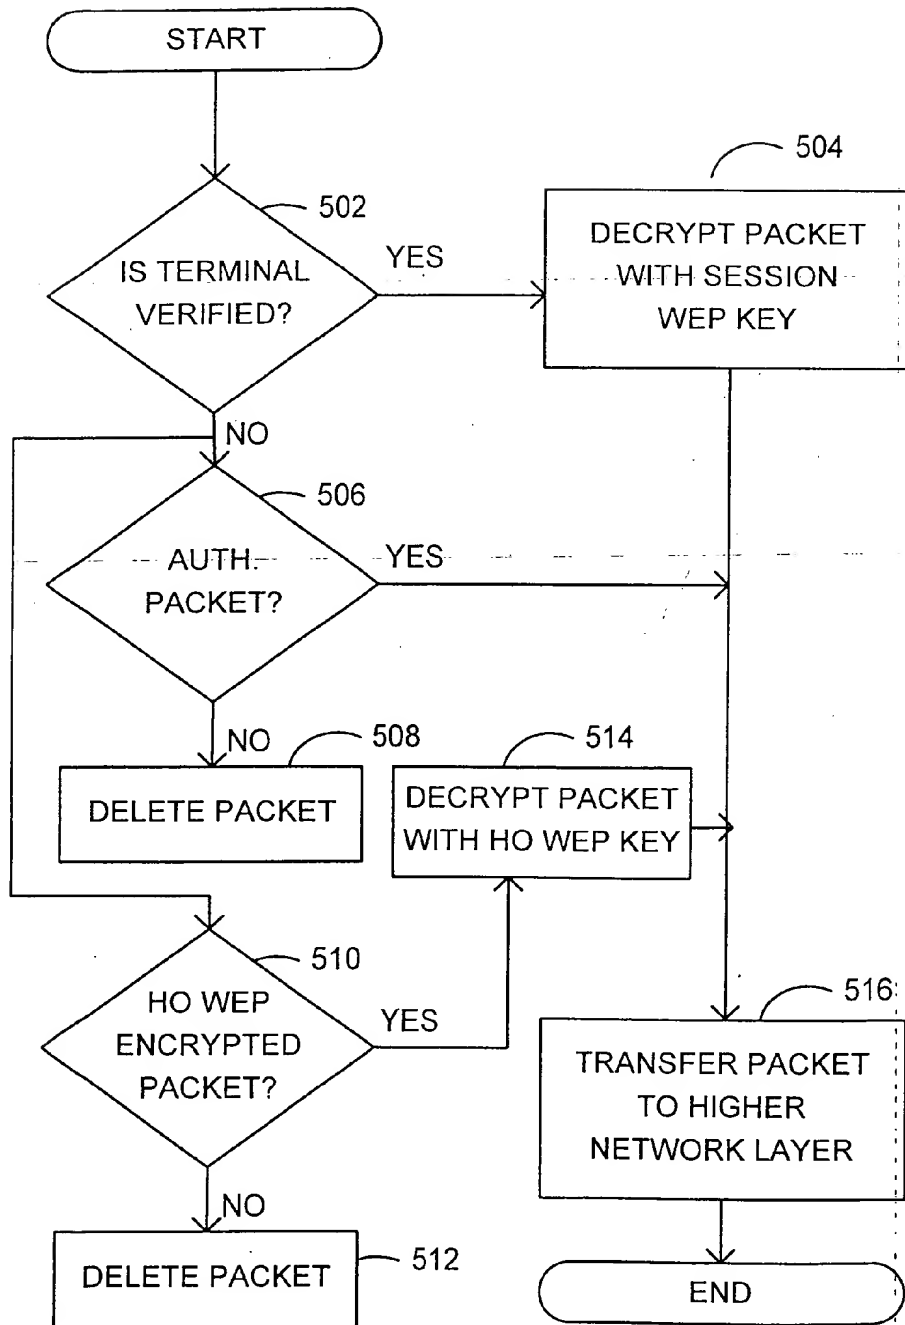 START
504
502
DECRYPT PACKET
WITH SESSION
WEP KEY
YES
IS TERMINAL
VERIFIED?
NO
506
YES
AUTH.
PACKET?
NO
508
514
DELETE PACKET
DECRYPT PACKET
WITH HO WEP KEY
510
516
HO WEP
ENCRYPTED
PACKET?
YES
TRANSFER PACKET
TO HIGHER
NETWORK LAYER
NO
512
DELETE PACKET
END